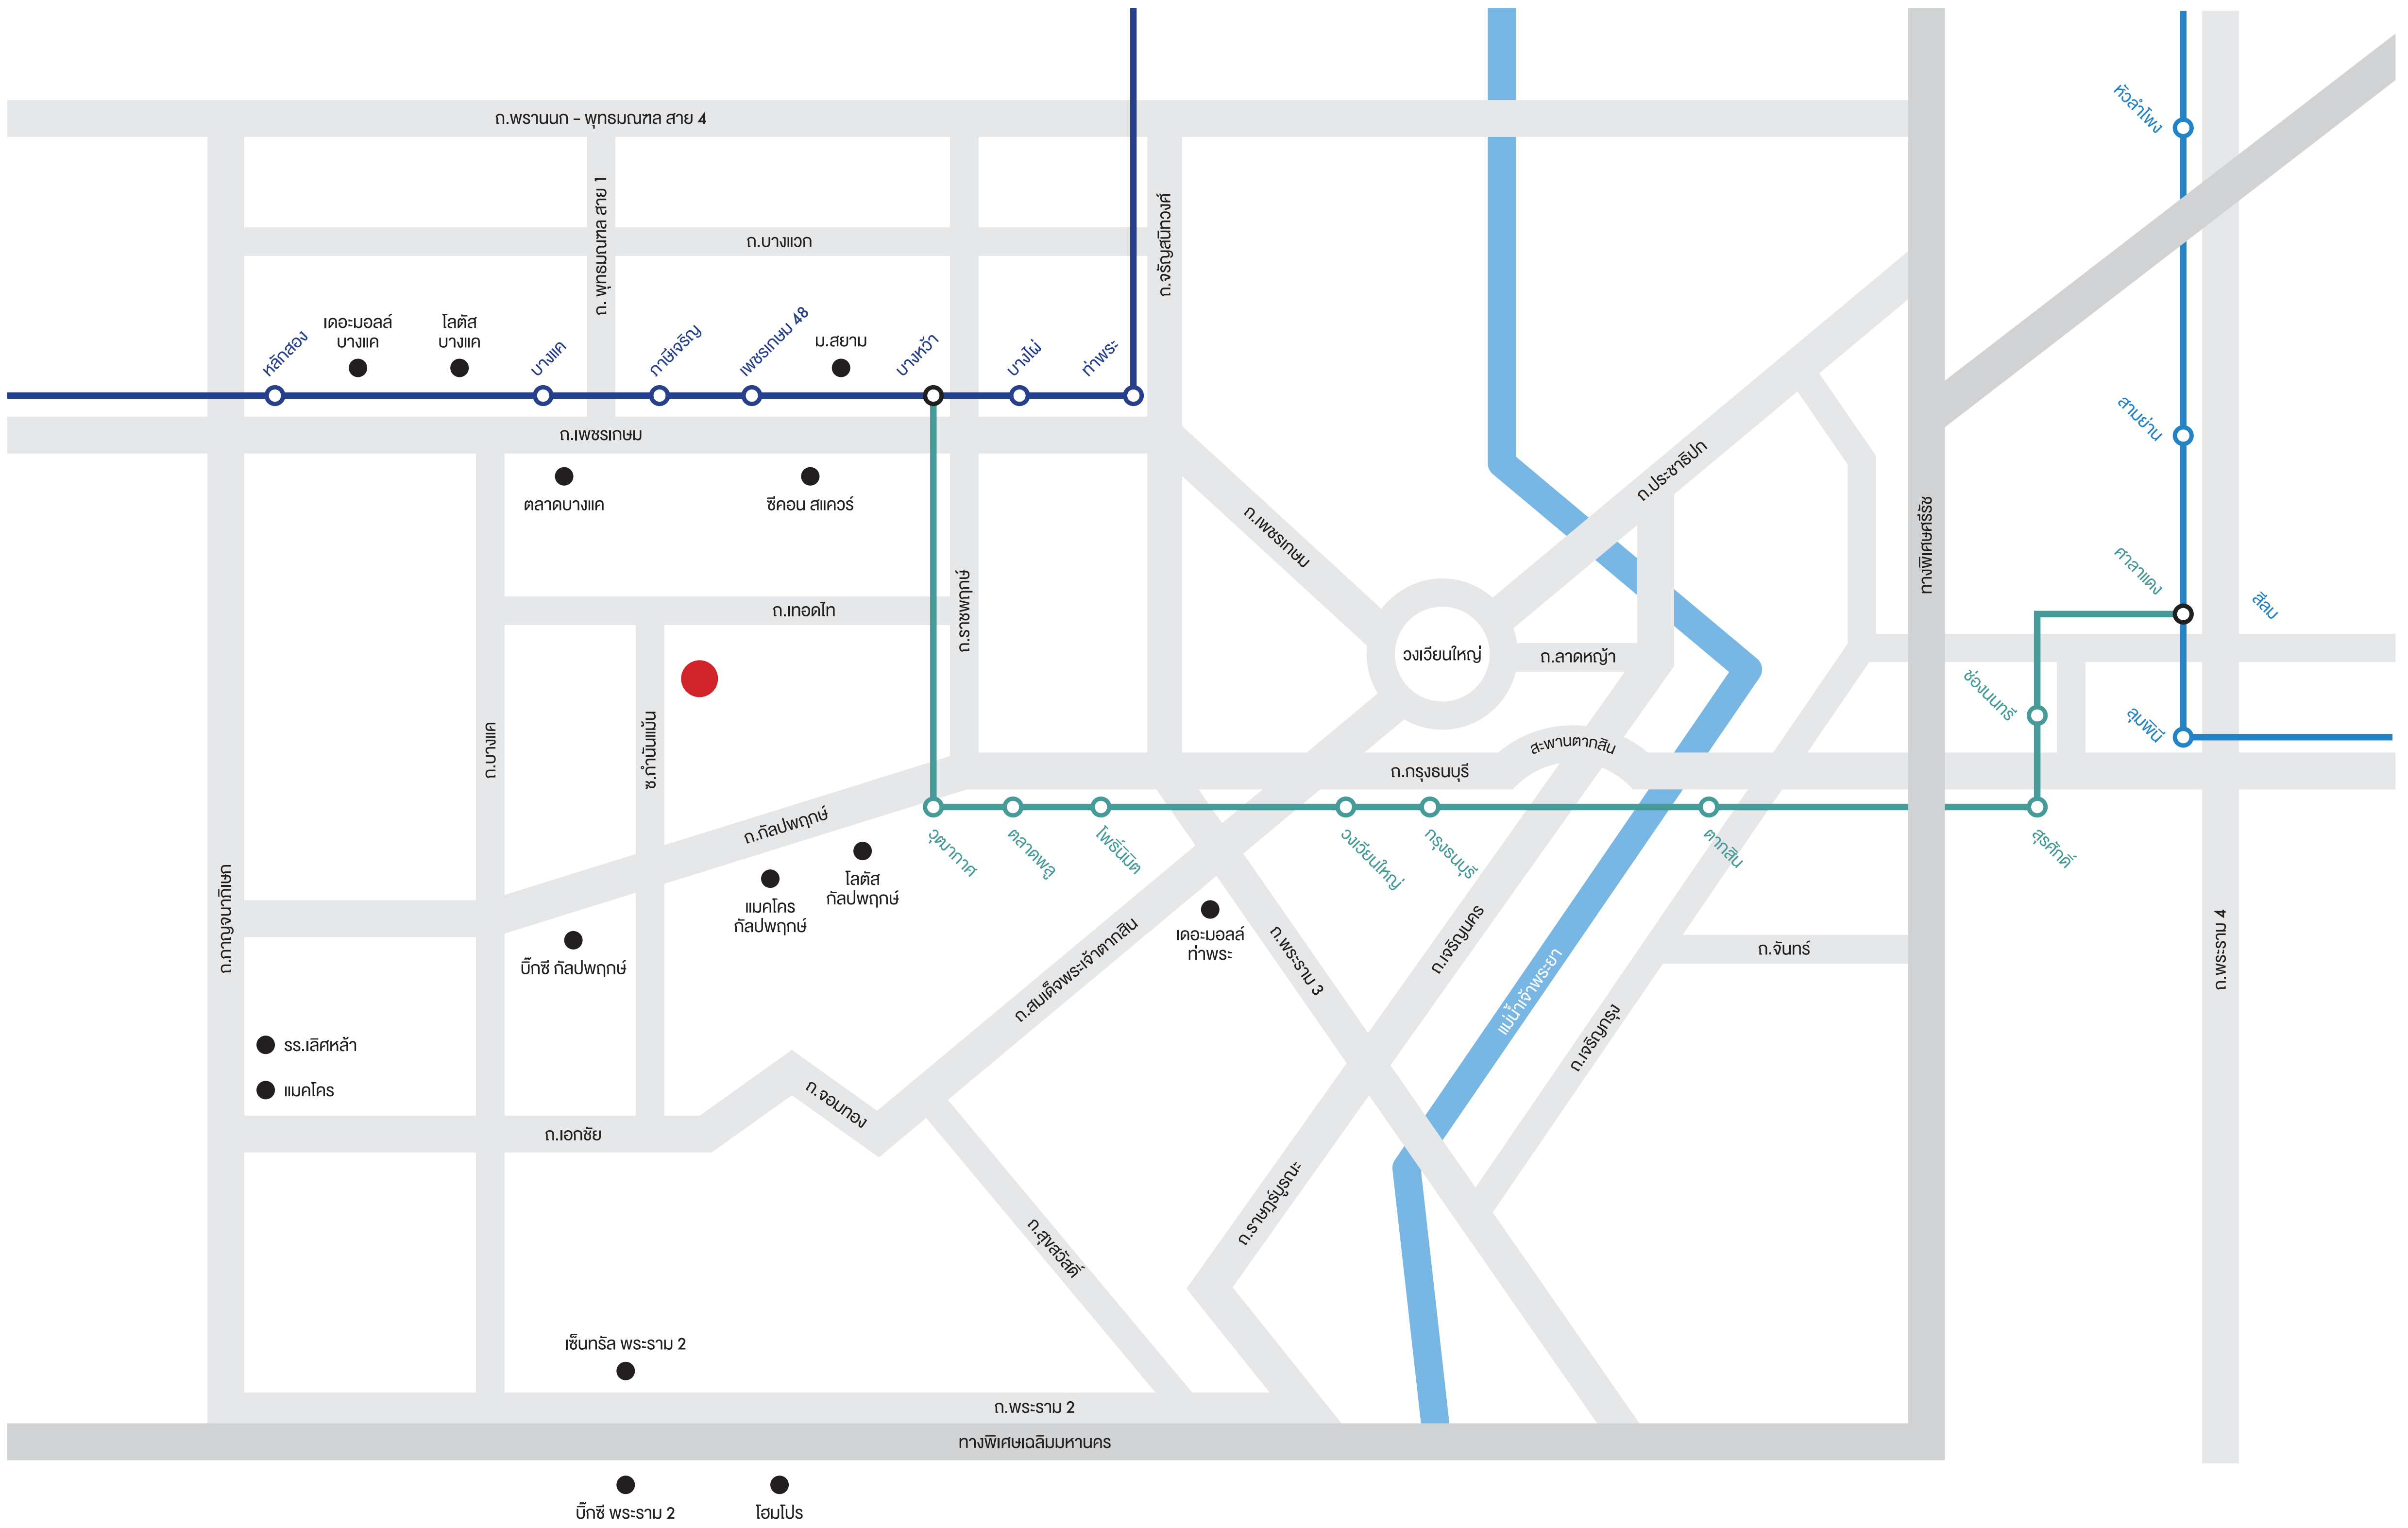 ถ.พรานนก - พุทธมณฑล สาย 4
หัวลำโพง
ถ. พุทธมณฑล สาย 1
ถ.บางแวก
ถ.จรัญสนิทวงศ์
หลักสอง
เดอะมอลล์
บางแค
โลตัส
บางแค
บางแค
ภาษีเจริญ
เพชรเกษม 48
ม.สยาม
บางหว้า
บางไผ่
ท่าพระ
สามย่าน
ถ.เพชรเกษม
ตลาดบางแค
ซีคอน สแควร์
ถ.เพชรเกษม
ถ.ประชาธิปก
ทางพิเศษศรีรัช
ศาลาแดง
สีลม
ถ.เทอดไท
ถ.ราชพฤกษ์
วงเวียนใหญ่
ถ.ลาดหญ้า
ช่องนนทรี
ลุมพินี
ถ.บางแค
ซ.กำนันแม้น
สะพานตากสิน
ถ.กรุงธนบุรี
ถ.กัลปพฤกษ์
วุฒากาศ
ตลาดพลู
โพธิ์นิมิต
วงเวียนใหญ่
กรุงธนบุรี
ตากสิน
สุรศักดิ์
โลตัส
กัลปพฤกษ์
แมคโคร
กัลปพฤกษ์
บิ๊กซี กัลปพฤกษ์
ถ.กาญจนาภิเษก
ถ.สมเด็จพระเจ้าตากสิน
เดอะมอลล์
ท่าพระ
ถ.พระราม 3
ถ.เจริญนคร
แม่น้ำเจ้าพระยา
ถ.จันทร์
ถ.พระราม 4
ถ.เจริญกรุง
รร.เลิศหล้า
แมคโคร
ถ.จอมทอง
ถ.เอกชัย
ถ.ราษฎร์บูรณะ
ถ.สุขสวัสดิ์
เซ็นทรัล พระราม 2
ถ.พระราม 2
ทางพิเศษเฉลิมมหานคร
บิ๊กซี พระราม 2
โฮมโปร